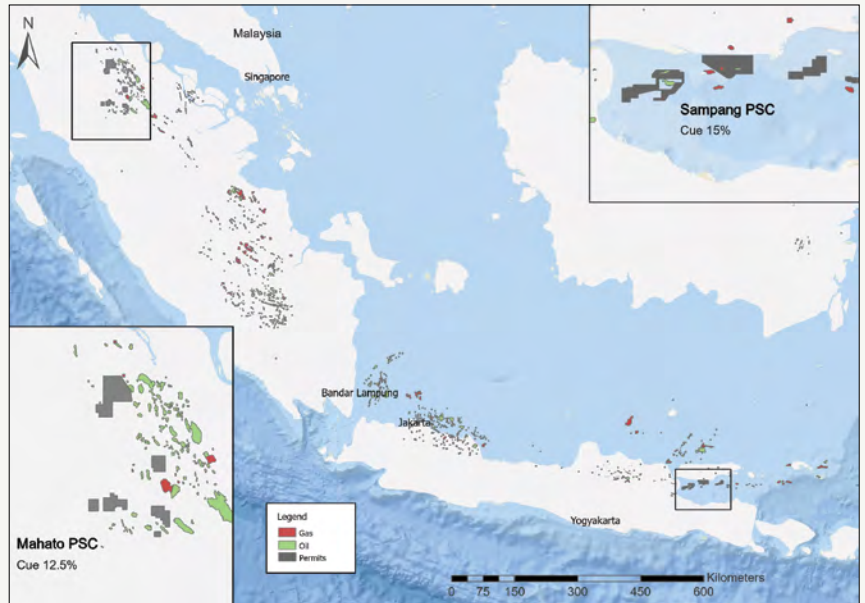 N
Malaysia
Singapore
Sampang PSC
Cue 15%
Bandar Lampung
Jakarta
Yogyakarta
Mahato PSC
Cue 12.5%
Legend
Gas
Oil
Permits
Kilometers
0 75 150 300 450 600